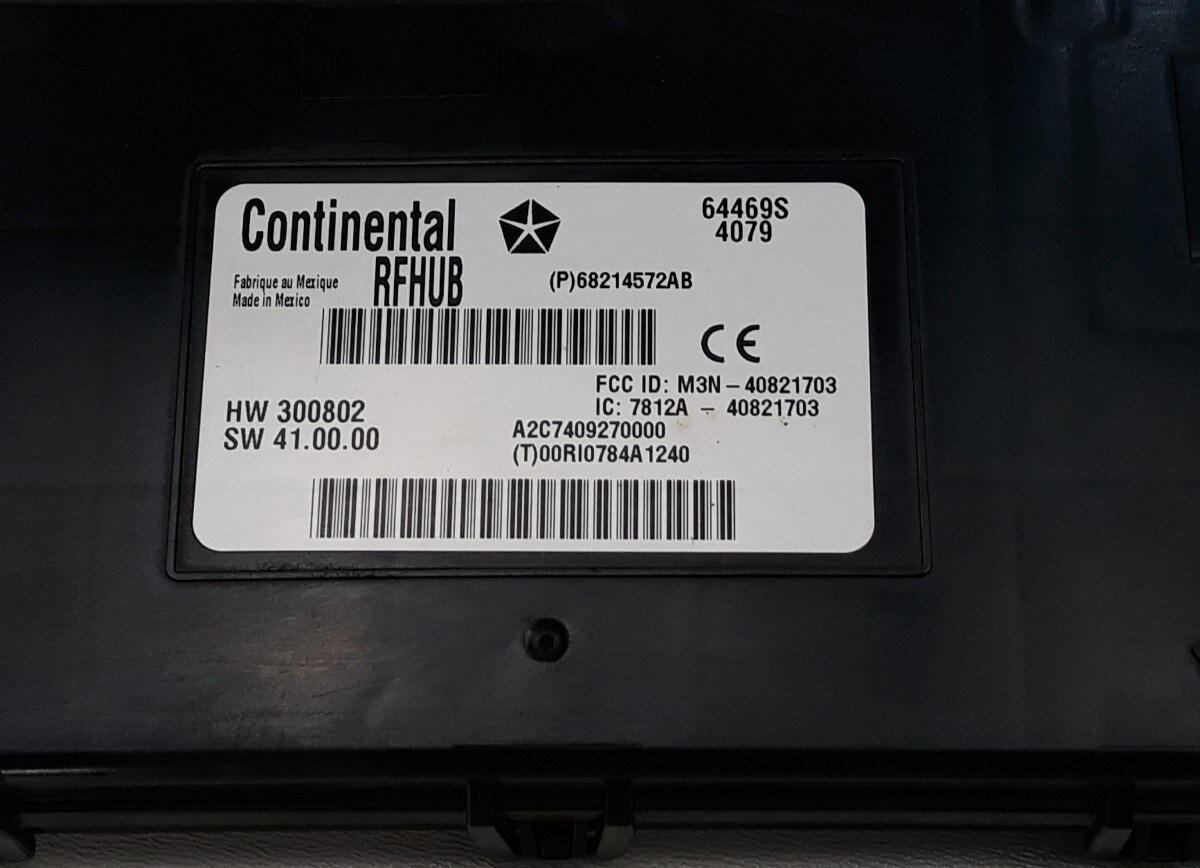 Continental
64469S
4079
Fabrique au Mexique
Made in Mexico
RFHUB
(P)68214572AB
CE
FCC ID: M3N - 40821703
IC: 7812A - 40821703
HW 300802
SW 41.00.00
A2C7409270000
(T)00RI0784A1240